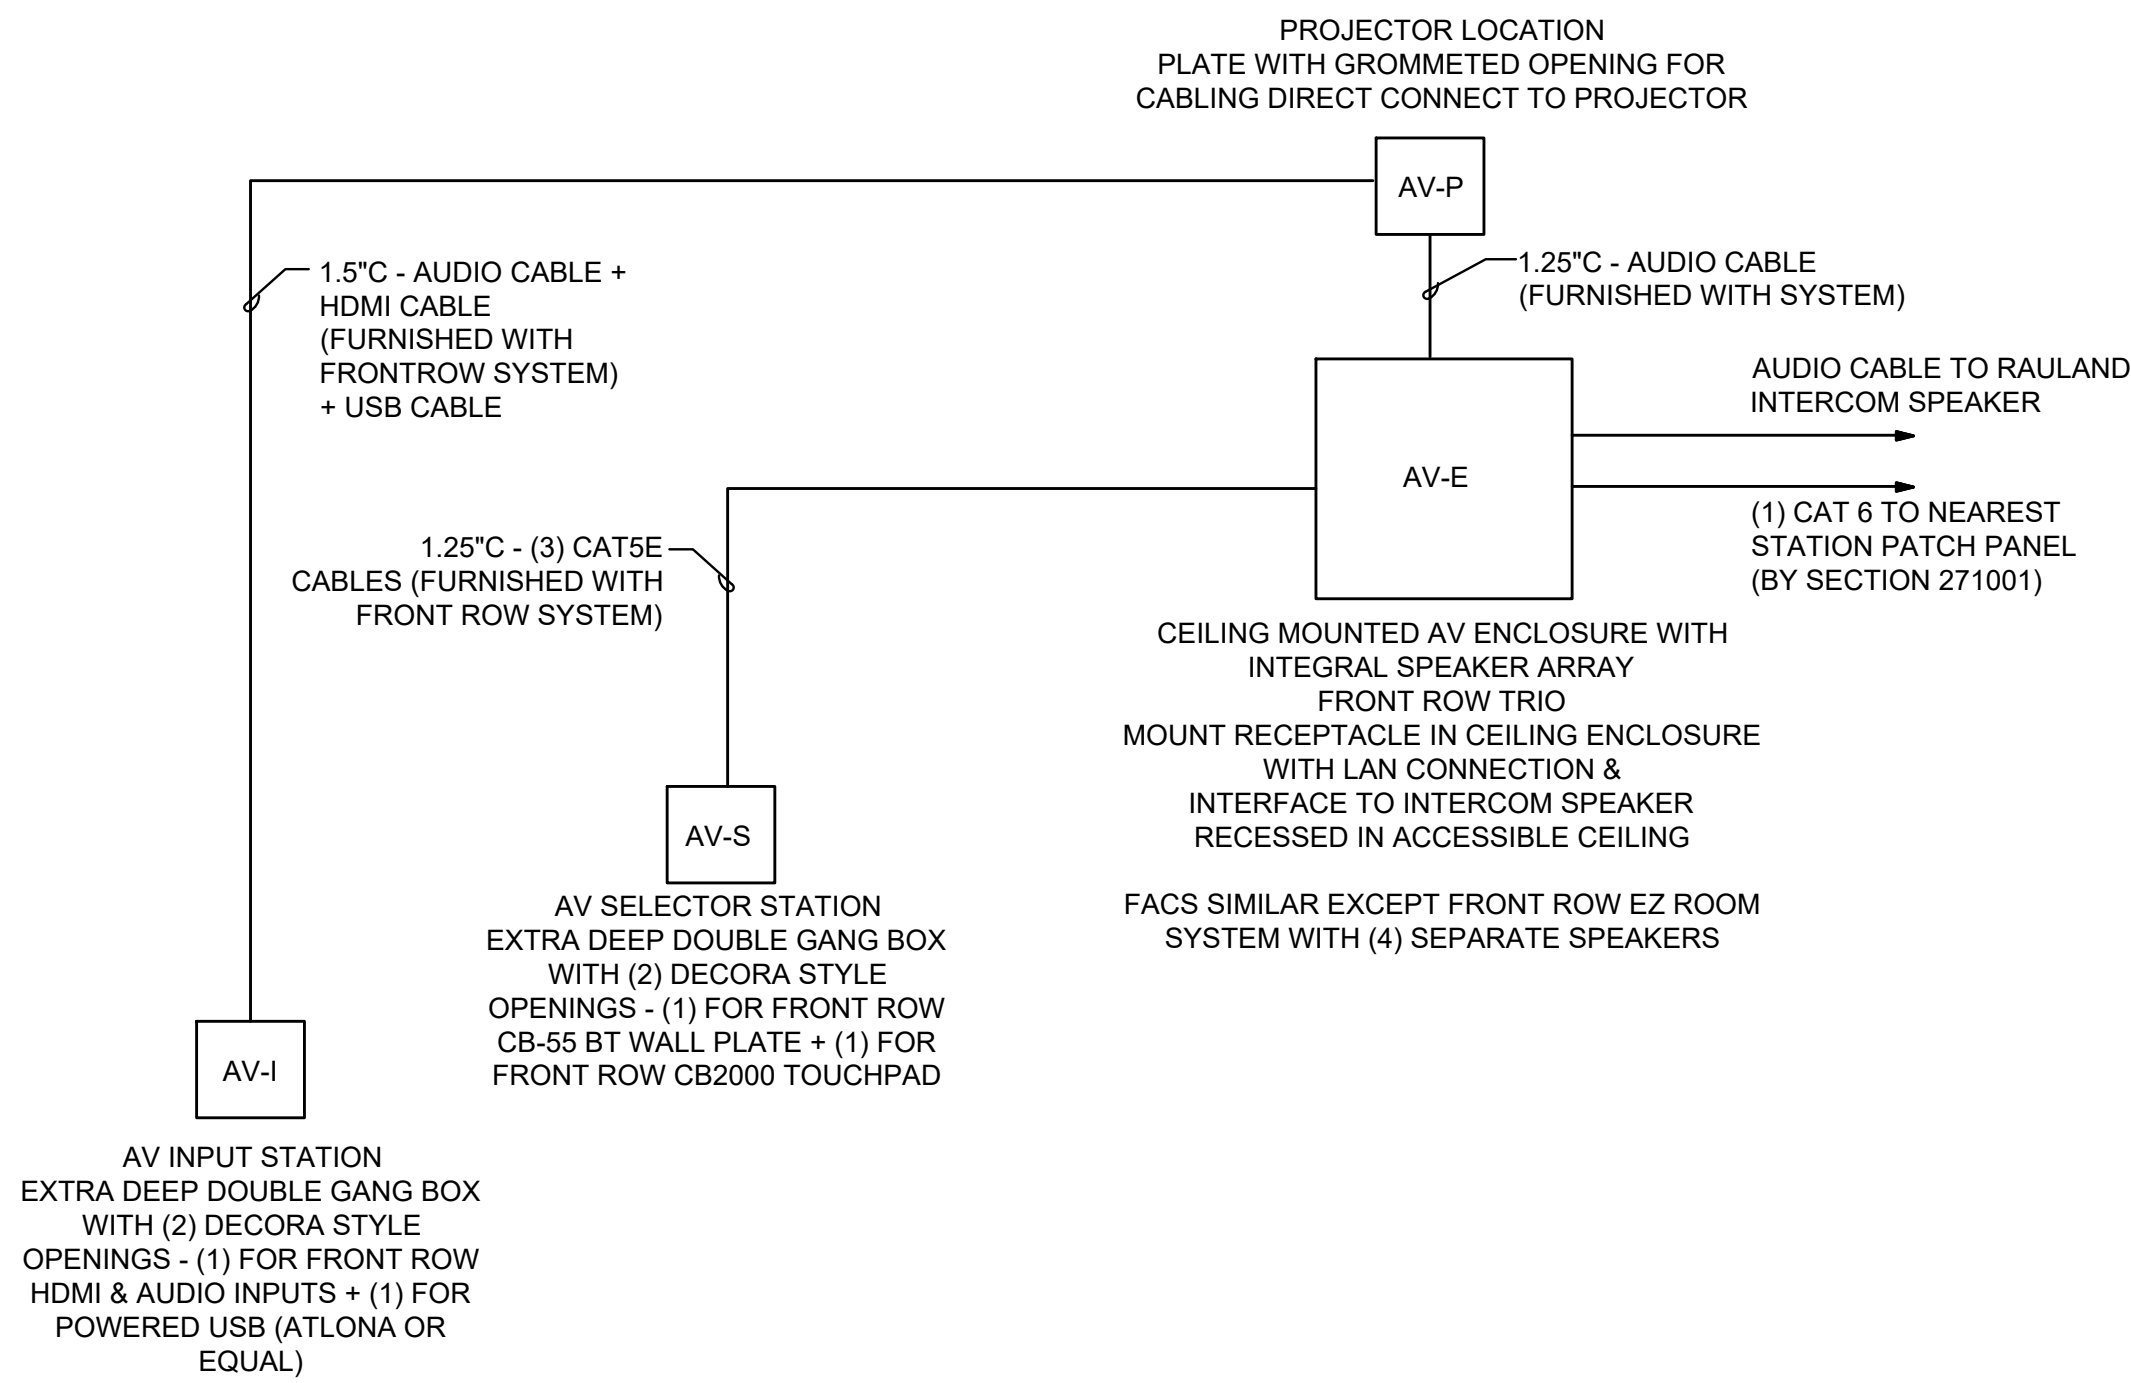 PROJECTOR LOCATION
PLATE WITH GROMMETED OPENING FOR
CABLING DIRECT CONNECT TO PROJECTOR
AV-P
1.5"C - AUDIO CABLE +
HDMI CABLE
(FURNISHED WITH
FRONTROW SYSTEM)
+ USB CABLE
1.25"C - AUDIO CABLE
(FURNISHED WITH SYSTEM)
AUDIO CABLE TO RAULAND
INTERCOM SPEAKER
AV-E
(1) CAT 6 TO NEAREST
STATION PATCH PANEL
(BY SECTION 271001)
1.25"C - (3) CAT5E
CABLES (FURNISHED WITH
FRONT ROW SYSTEM)
CEILING MOUNTED AV ENCLOSURE WITH
INTEGRAL SPEAKER ARRAY
FRONT ROW TRIO
MOUNT RECEPTACLE IN CEILING ENCLOSURE
WITH LAN CONNECTION &
INTERFACE TO INTERCOM SPEAKER
RECESSED IN ACCESSIBLE CEILING
FACS SIMILAR EXCEPT FRONT ROW EZ ROOM
SYSTEM WITH (4) SEPARATE SPEAKERS
AV-S
AV SELECTOR STATION
EXTRA DEEP DOUBLE GANG BOX
WITH (2) DECORA STYLE
OPENINGS - (1) FOR FRONT ROW
CB-55 BT WALL PLATE + (1) FOR
FRONT ROW CB2000 TOUCHPAD
AV-I
AV INPUT STATION
EXTRA DEEP DOUBLE GANG BOX
WITH (2) DECORA STYLE
OPENINGS - (1) FOR FRONT ROW
HDMI & AUDIO INPUTS + (1) FOR
POWERED USB (ATLONA OR
EQUAL)